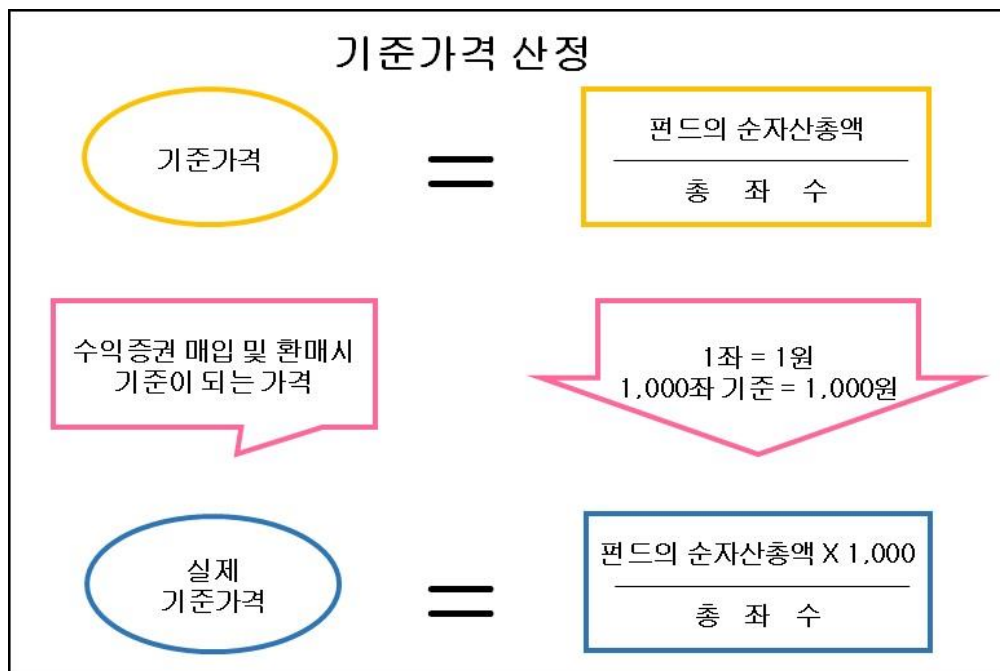 기준가격 산정
기준가격
=
펀드의 순자산총액
총 좌 수
수익증권 매입 및 환매시
기준이 되는 가격
1좌 = 1원
1,000좌 기준 = 1,000원
실제
기준가격
=
펀드의 순자산총액 X 1,000
총 좌 수